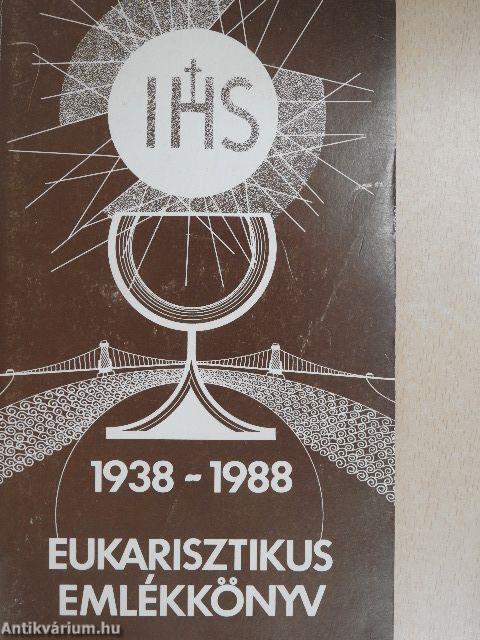 IHS
1938 - 1988
EUKARISZTIKUS
EMLÉKKÖNYV
Antikvárium.hu